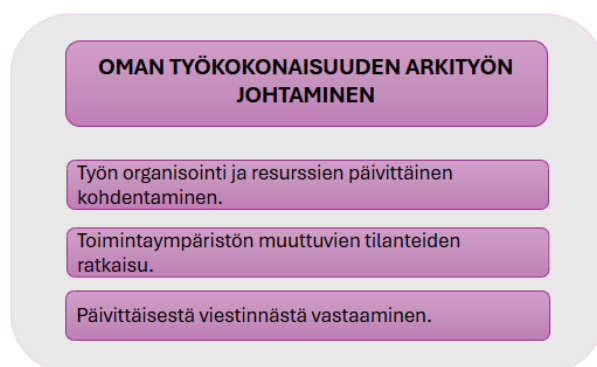 OMAN TYÖKOKONAISUUDEN ARKITYÖN
JOHTAMINEN
Työn organisointi ja resurssien päivittäinen
kohdentaminen.
Toimintaympäristön muuttuvien tilanteiden
ratkaisu.
Päivittäisestä viestinnästä vastaaminen.